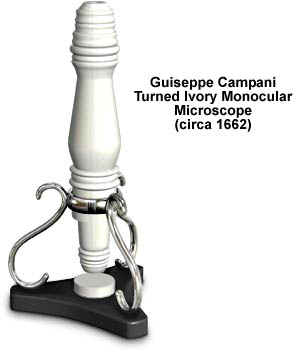 Guiseppe Campani
Turned Ivory Monocular
Microscope
(circa 1662)